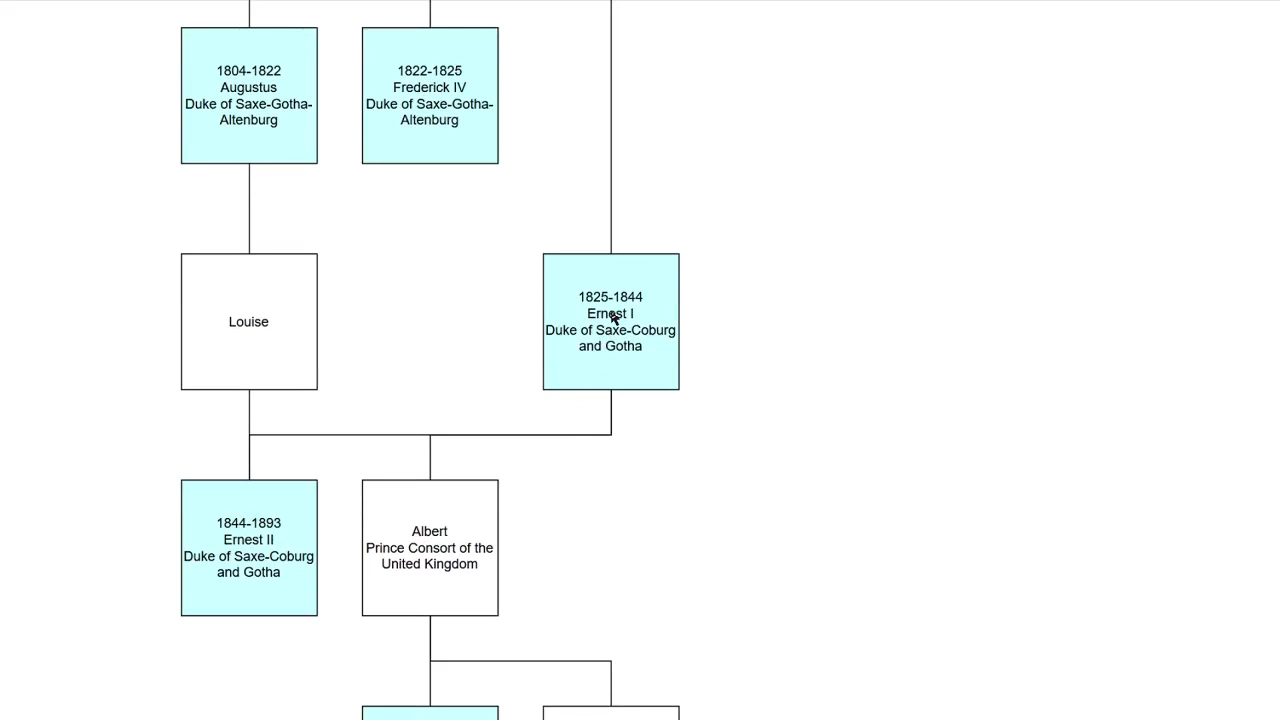 1804-1822
Augustus
Duke of Saxe-Gotha-
Altenburg
1822-1825
Frederick IV
Duke of Saxe-Gotha-
Altenburg
Louise
1825-1844
Ernest I
Duke of Saxe-Coburg
and Gotha
1844-1893
Ernest II
Duke of Saxe-Coburg
and Gotha
Albert
Prince Consort of the
United Kingdom